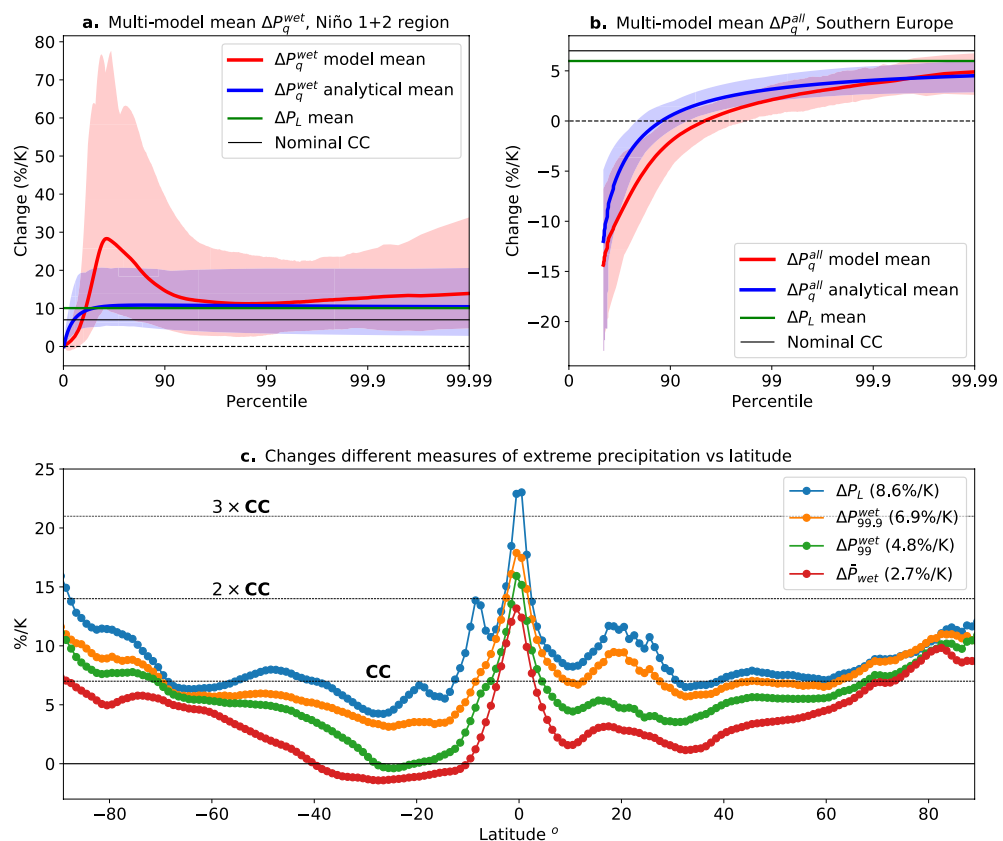 a. Multi-model mean ΔP_q^wet, Niño 1+2 region
80
70
60
50
40
30
20
10
0
Change (%/K)
ΔP_q^wet model mean
ΔP_q^wet analytical mean
ΔP_L mean
Nominal CC
0
90
99
99.9
99.99
Percentile
b. Multi-model mean ΔP_q^all, Southern Europe
5
0
−5
−10
−15
−20
Change (%/K)
ΔP_q^all model mean
ΔP_q^all analytical mean
ΔP_L mean
Nominal CC
0
90
99
99.9
99.99
Percentile
c. Changes different measures of extreme precipitation vs latitude
25
20
15
10
5
0
%/K
3 × CC
2 × CC
CC
ΔP_L (8.6%/K)
ΔP_99.9^wet (6.9%/K)
ΔP_99^wet (4.8%/K)
ΔP̄_wet (2.7%/K)
−80
−60
−40
−20
0
20
40
60
80
Latitude °